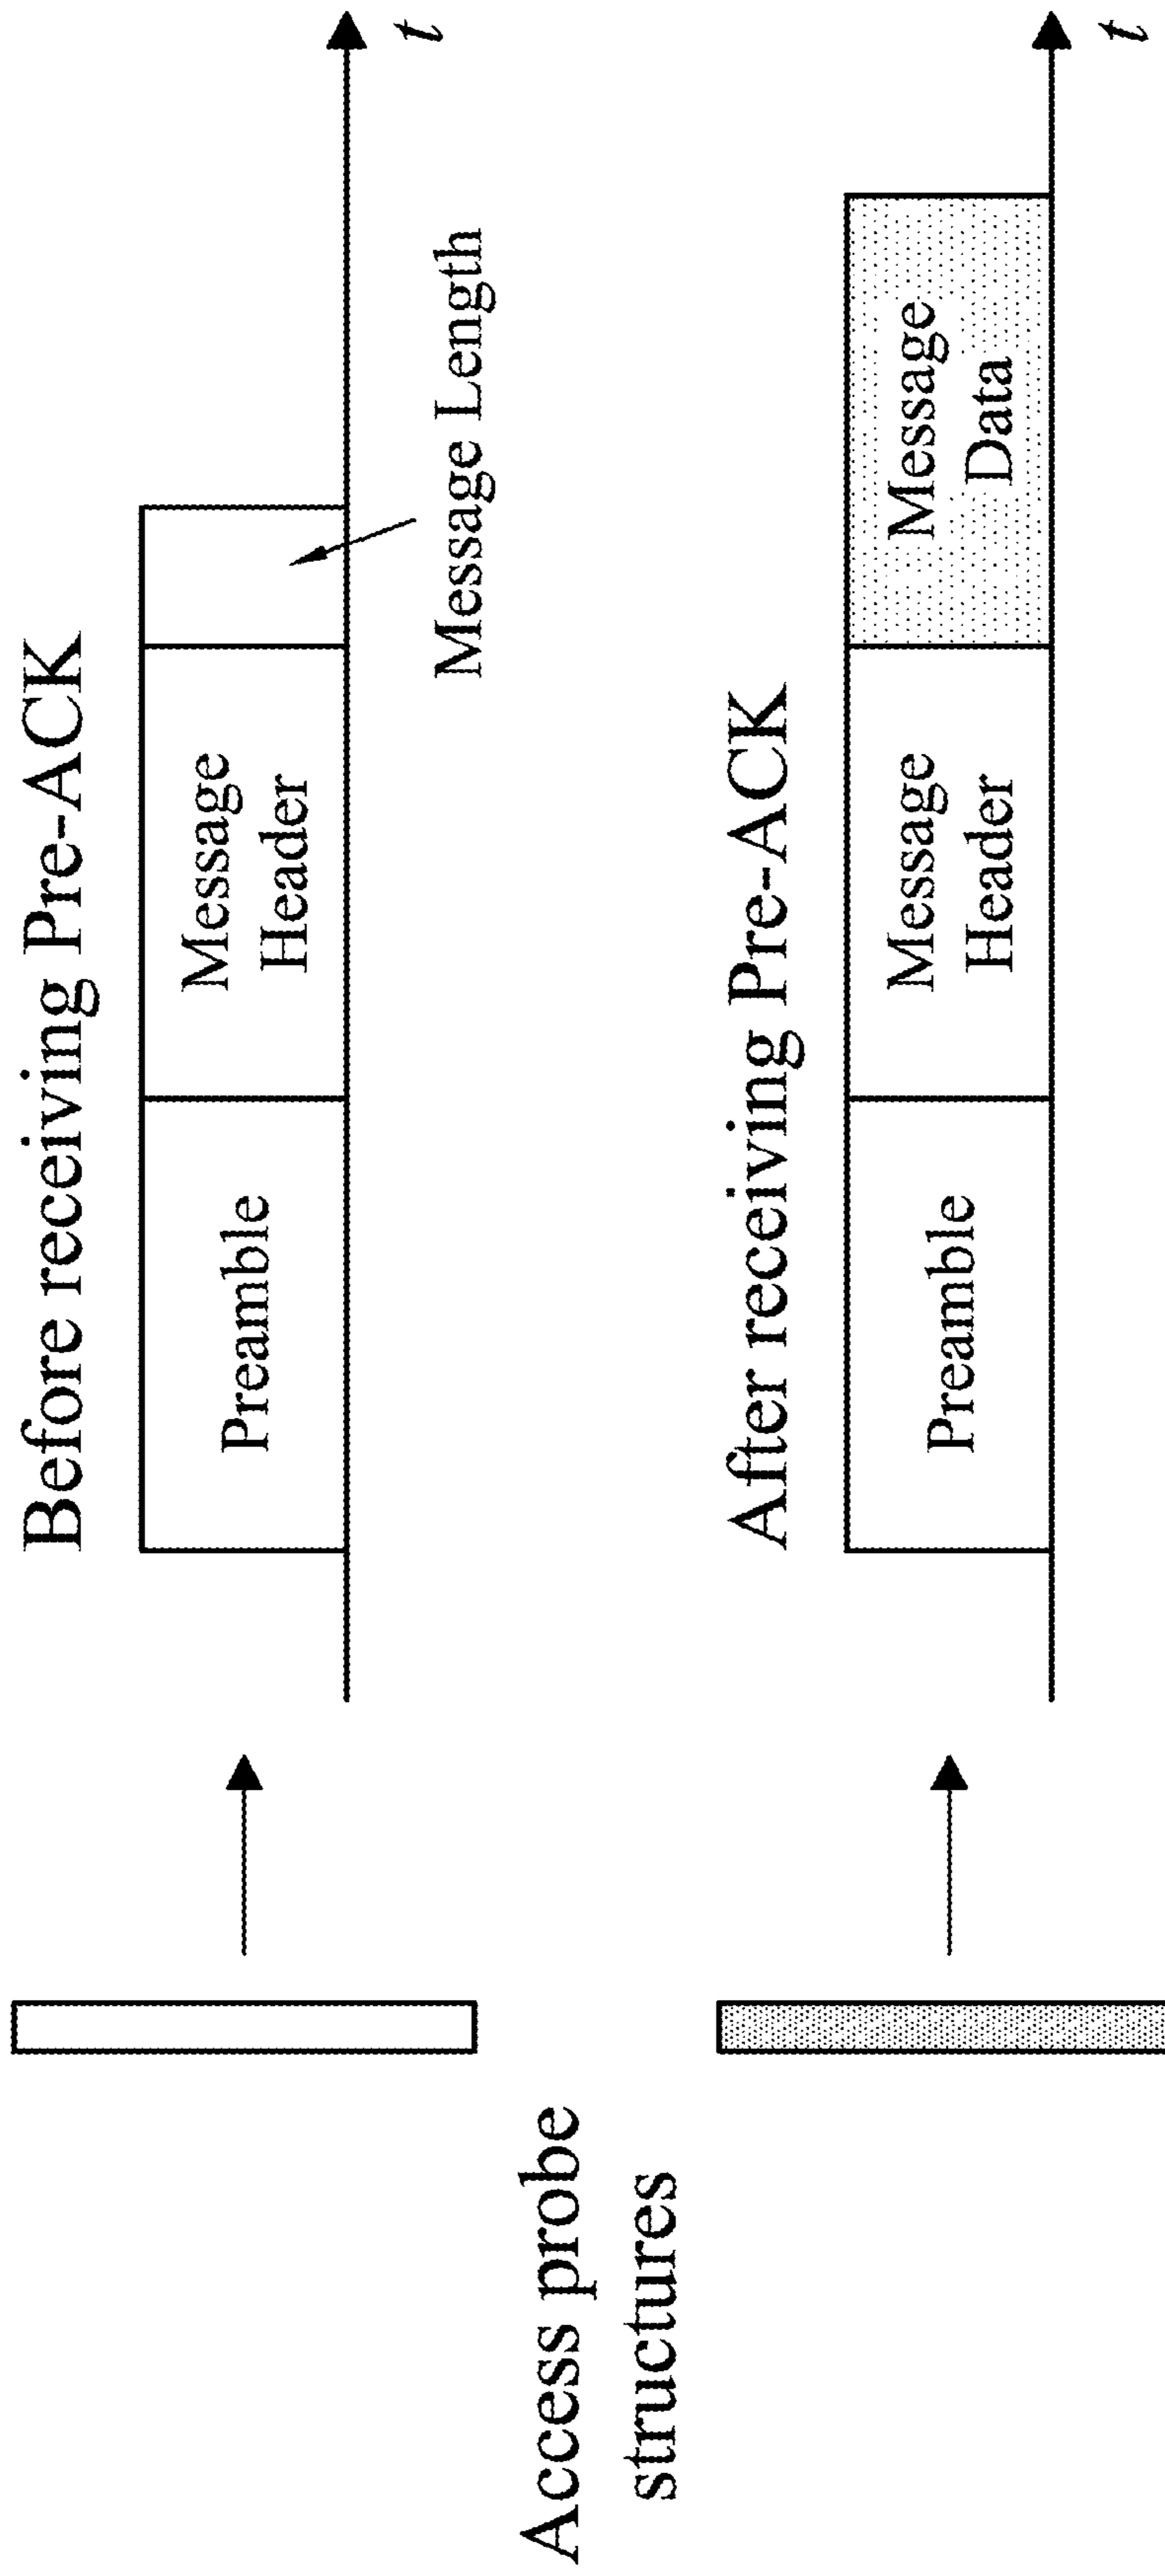 Access probe
structures
Before receiving Pre-ACK
Preamble
Message
Header
Message Length
t
After receiving Pre-ACK
Preamble
Message
Header
Message
Data
t